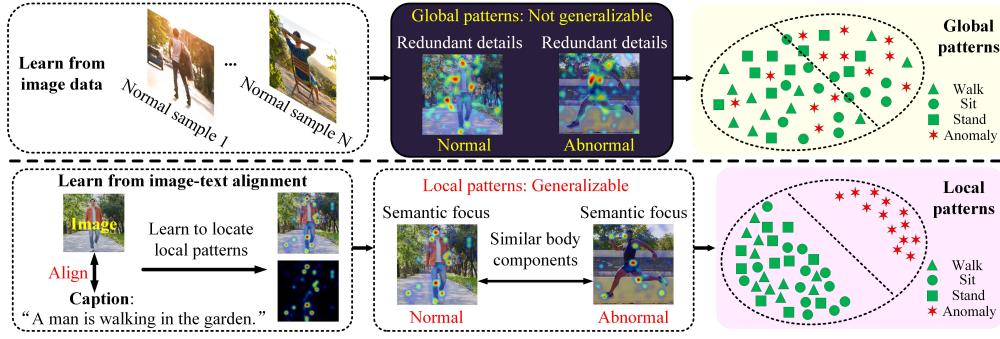 Learn from
image data
Normal sample 1
...
Normal sample N
Global patterns: Not generalizable
Redundant details
Redundant details
Normal
Abnormal
Global
patterns
Walk
Sit
Stand
Anomaly
Learn from image-text alignment
Image
Align
Caption:
“A man is walking in the garden.”
Learn to locate
local patterns
Local patterns: Generalizable
Semantic focus
Semantic focus
Similar body
components
Normal
Abnormal
Local
patterns
Walk
Sit
Stand
Anomaly